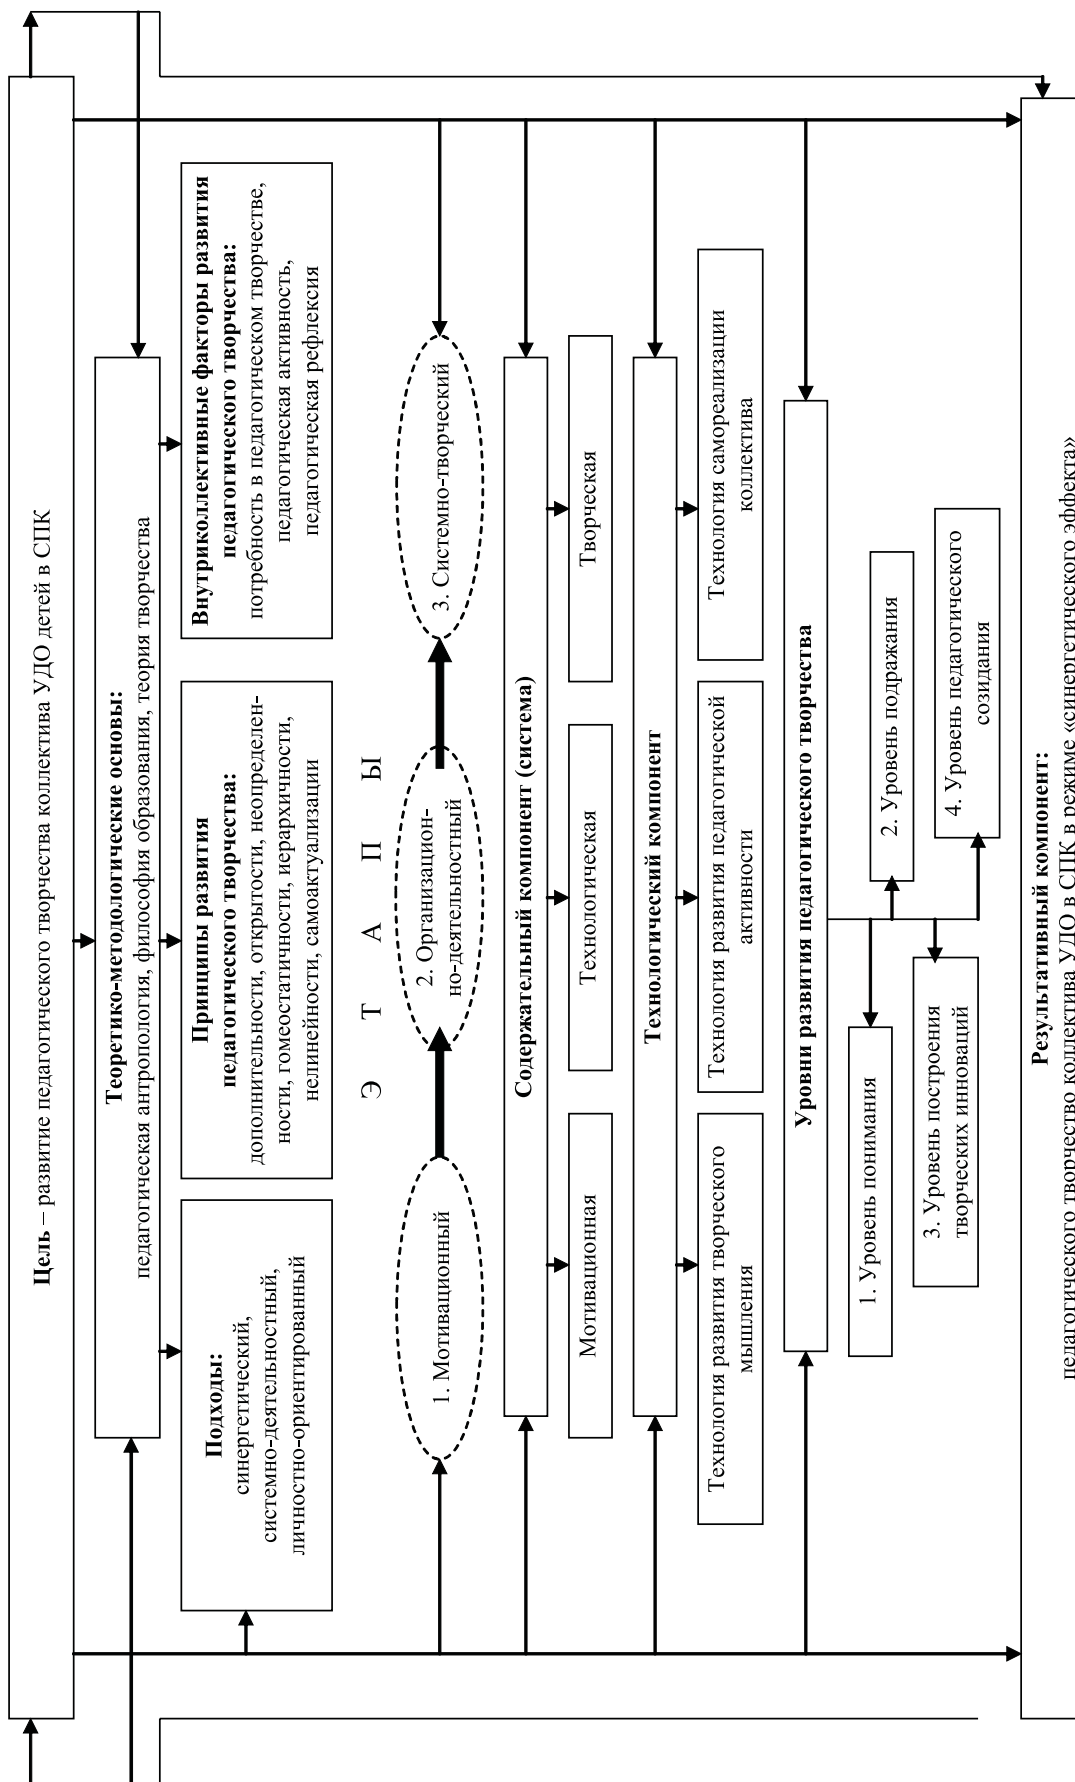 Цель – развитие педагогического творчества коллектива УДО детей в СПК
Теоретико-методологические основы:
педагогическая антропология, философия образования, теория творчества
Подходы:
синергетический,
системно-деятельностный,
личностно-ориентированный
Принципы развития
педагогического творчества:
дополнительности, открытости, неопределен-
ности, гомеостатичности, иерархичности,
нелинейности, самоактуализации
Внутриколлективные факторы развития
педагогического творчества:
потребность в педагогическом творчестве,
педагогическая активность,
педагогическая рефлексия
Э Т А П Ы
1. Мотивационный
2. Организацион-
но-деятельностный
3. Системно-творческий
Содержательный компонент (система)
Мотивационная
Технологическая
Творческая
Технологический компонент
Технология развития творческого
мышления
Технология развития педагогической
активности
Технология самореализации
коллектива
Уровни развития педагогического творчества
1. Уровень понимания
2. Уровень подражания
3. Уровень построения
творческих инноваций
4. Уровень педагогического
созидания
Результативный компонент:
педагогического творчество коллектива УДО в СПК в режиме «синергетического эффекта»